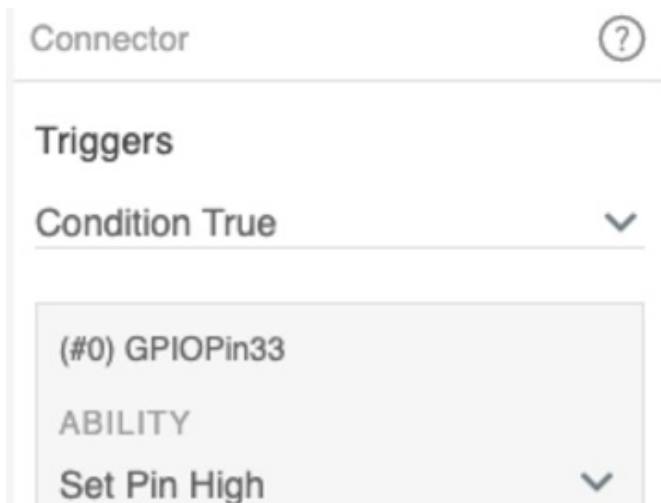 Connector
?
Triggers
Condition True
(#0) GPIOPin33
ABILITY
Set Pin High